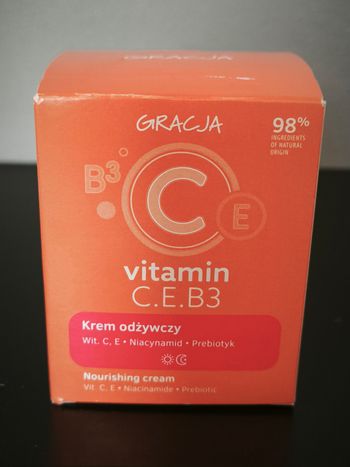 GRACJA
98%
INGREDIENTS
OF NATURAL
ORIGIN
B3
C
E
vitamin
C.E.B3
Krem odżywczy
Wit. C, E • Niacynamid • Prebiotyk
Nourishing cream
Vit. C, E • Niacinamide • Prebiotic